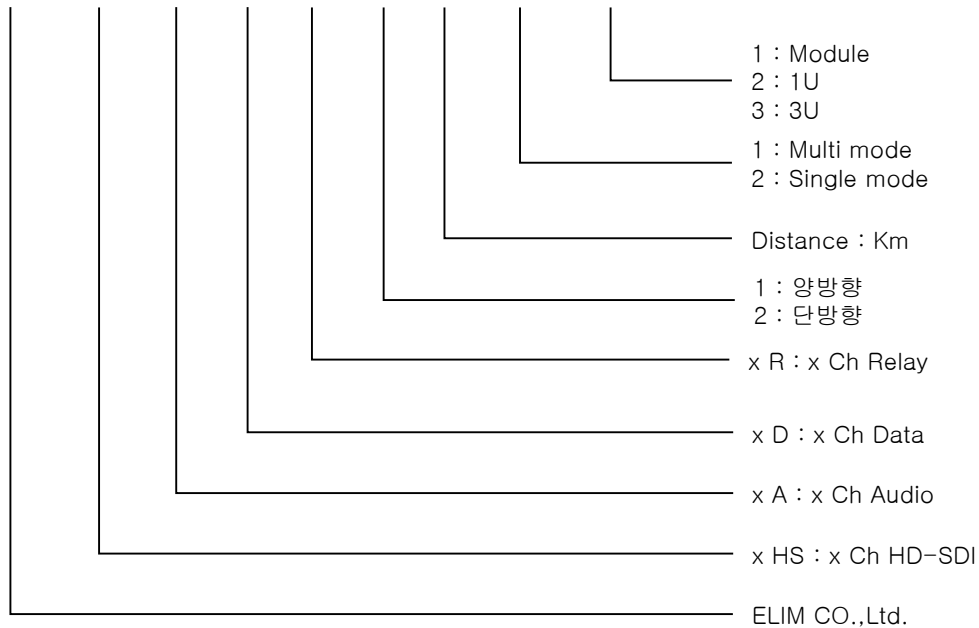 1 : Module
2 : 1U
3 : 3U
1 : Multi mode
2 : Single mode
Distance : Km
1 : 양방향
2 : 단방향
x R : x Ch Relay
x D : x Ch Data
x A : x Ch Audio
x HS : x Ch HD-SDI
ELIM CO.,Ltd.